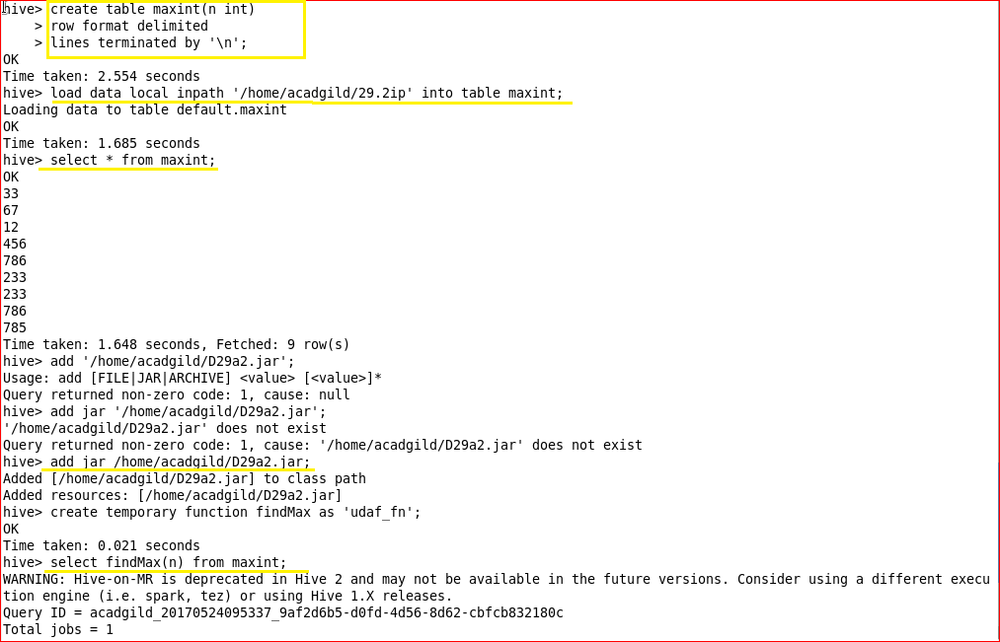 hive> create table maxint(n int)
    > row format delimited
    > lines terminated by '\n';
OK
Time taken: 2.554 seconds
hive> load data local inpath '/home/acadgild/29.2ip' into table maxint;
Loading data to table default.maxint
OK
Time taken: 1.685 seconds
hive> select * from maxint;
OK
33
67
12
456
786
233
233
786
785
Time taken: 1.648 seconds, Fetched: 9 row(s)
hive> add '/home/acadgild/D29a2.jar';
Usage: add [FILE|JAR|ARCHIVE] <value> [<value>]*
Query returned non-zero code: 1, cause: null
hive> add jar '/home/acadgild/D29a2.jar';
'/home/acadgild/D29a2.jar' does not exist
Query returned non-zero code: 1, cause: '/home/acadgild/D29a2.jar' does not exist
hive> add jar /home/acadgild/D29a2.jar;
Added [/home/acadgild/D29a2.jar] to class path
Added resources: [/home/acadgild/D29a2.jar]
hive> create temporary function findMax as 'udaf_fn';
OK
Time taken: 0.021 seconds
hive> select findMax(n) from maxint;
WARNING: Hive-on-MR is deprecated in Hive 2 and may not be available in the future versions. Consider using a different execu
tion engine (i.e. spark, tez) or using Hive 1.X releases.
Query ID = acadgild_20170524095337_9af2d6b5-d0fd-4d56-8d62-cbfcb832180c
Total jobs = 1